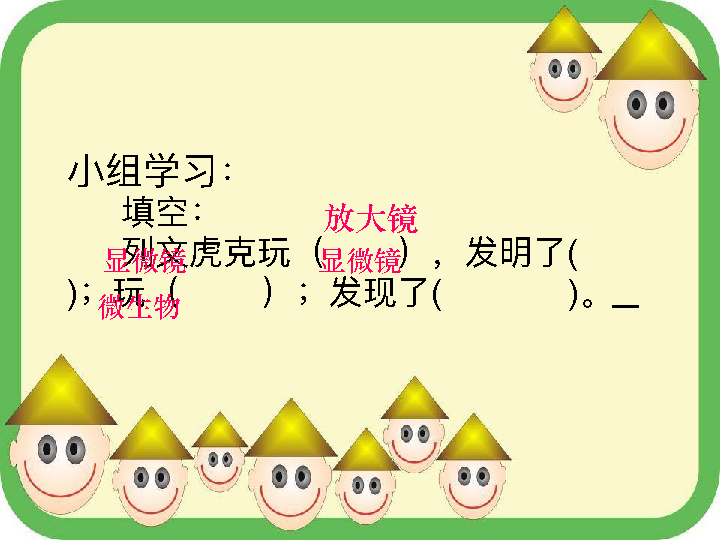 小组学习：
填空：
放大镜
列文虎克玩（    ），发明了(
显微镜 显微镜
)；玩（    ）；发现了(    )。
微生物